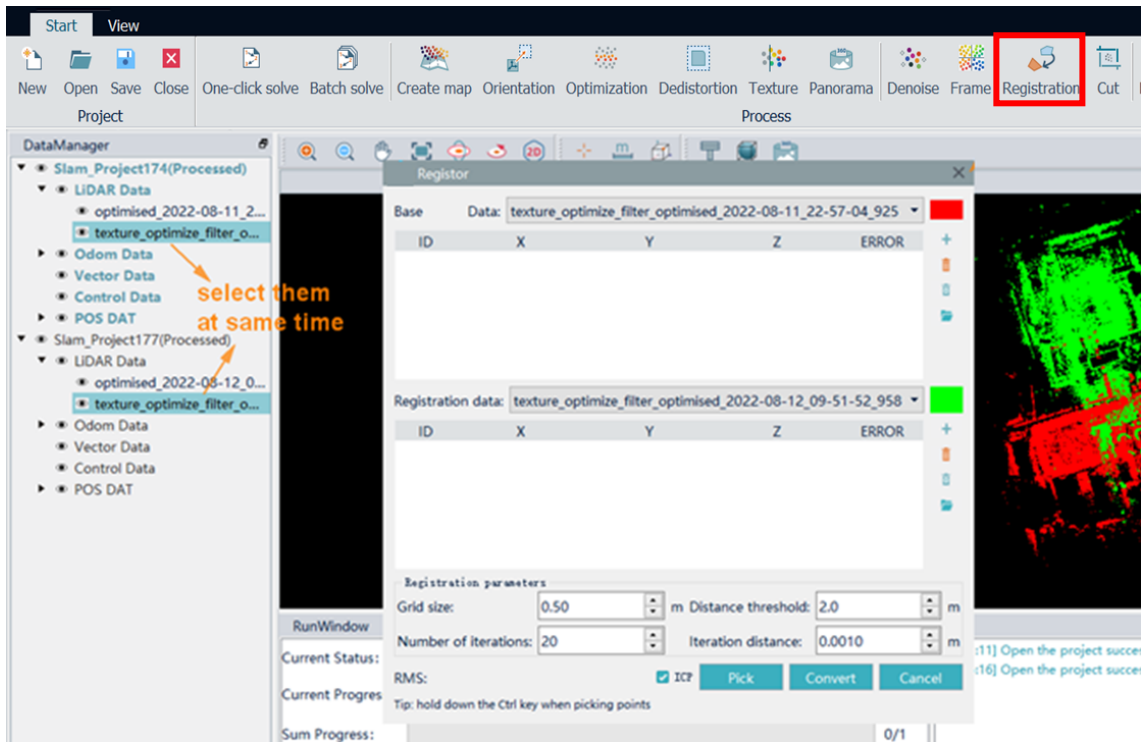 Start View
New Open Save Close One-click solve Batch solve Create map Orientation Optimization Dedistortion Texture Panorama Denoise Frame Registration Cut
Project Process
DataManager
Slam_Project174(Processed)
LiDAR Data
optimised_2022-08-11_2...
texture_optimize_filter_o...
Odom Data
Vector Data
Control Data
POS DAT
Slam_Project177(Processed)
LiDAR Data
optimised_2022-08-12_0...
texture_optimize_filter_o...
Odom Data
Vector Data
Control Data
POS DAT
select them
at same time
2D
Registor
Base Data: texture_optimize_filter_optimised_2022-08-11_22-57-04_925
ID X Y Z ERROR
Registration data: texture_optimize_filter_optimised_2022-08-12_09-51-52_958
ID X Y Z ERROR
Registration parameters
Grid size: 0.50 m Distance threshold: 2.0 m
Number of iterations: 20 Iteration distance: 0.0010 m
RMS: ICP Pick Convert Cancel
Tip: hold down the Ctrl key when picking points
RunWindow
Current Status:
Current Progres
Sum Progress: 0/1
:11] Open the project succes
:16] Open the project succes